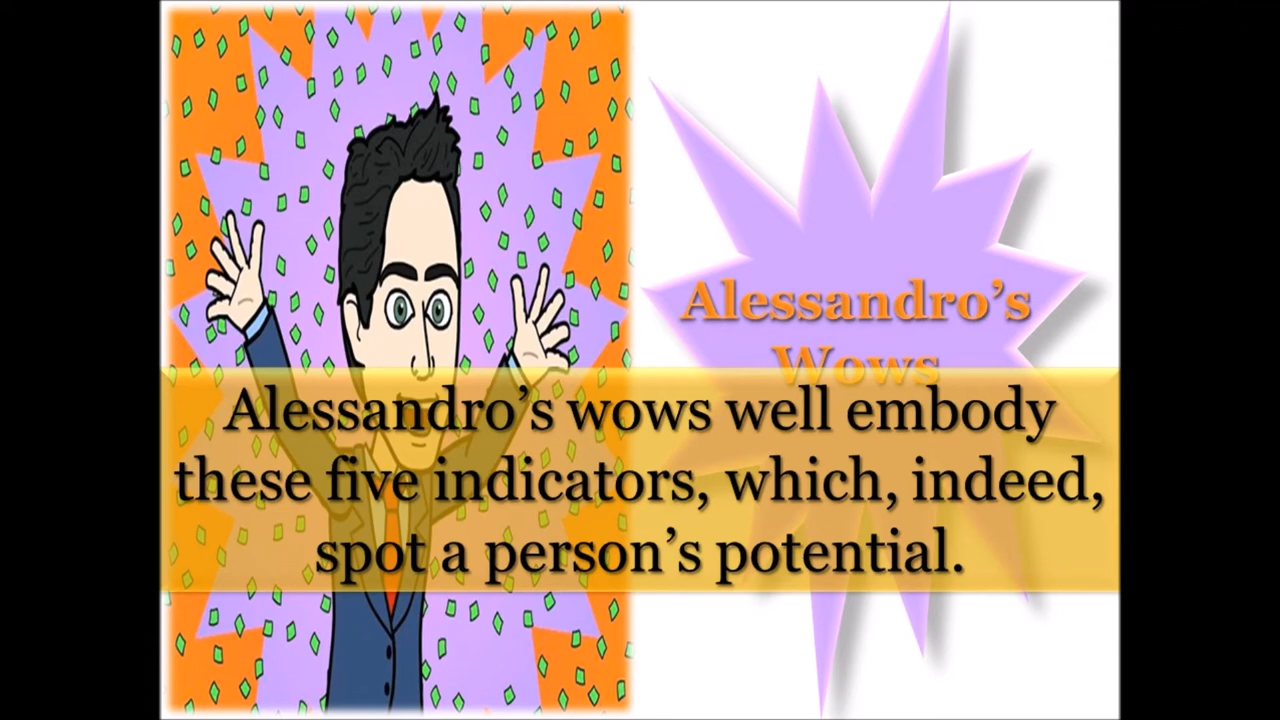 Alessandro’s
Wows
Alessandro’s wows well embody
these five indicators, which, indeed,
spot a person’s potential.